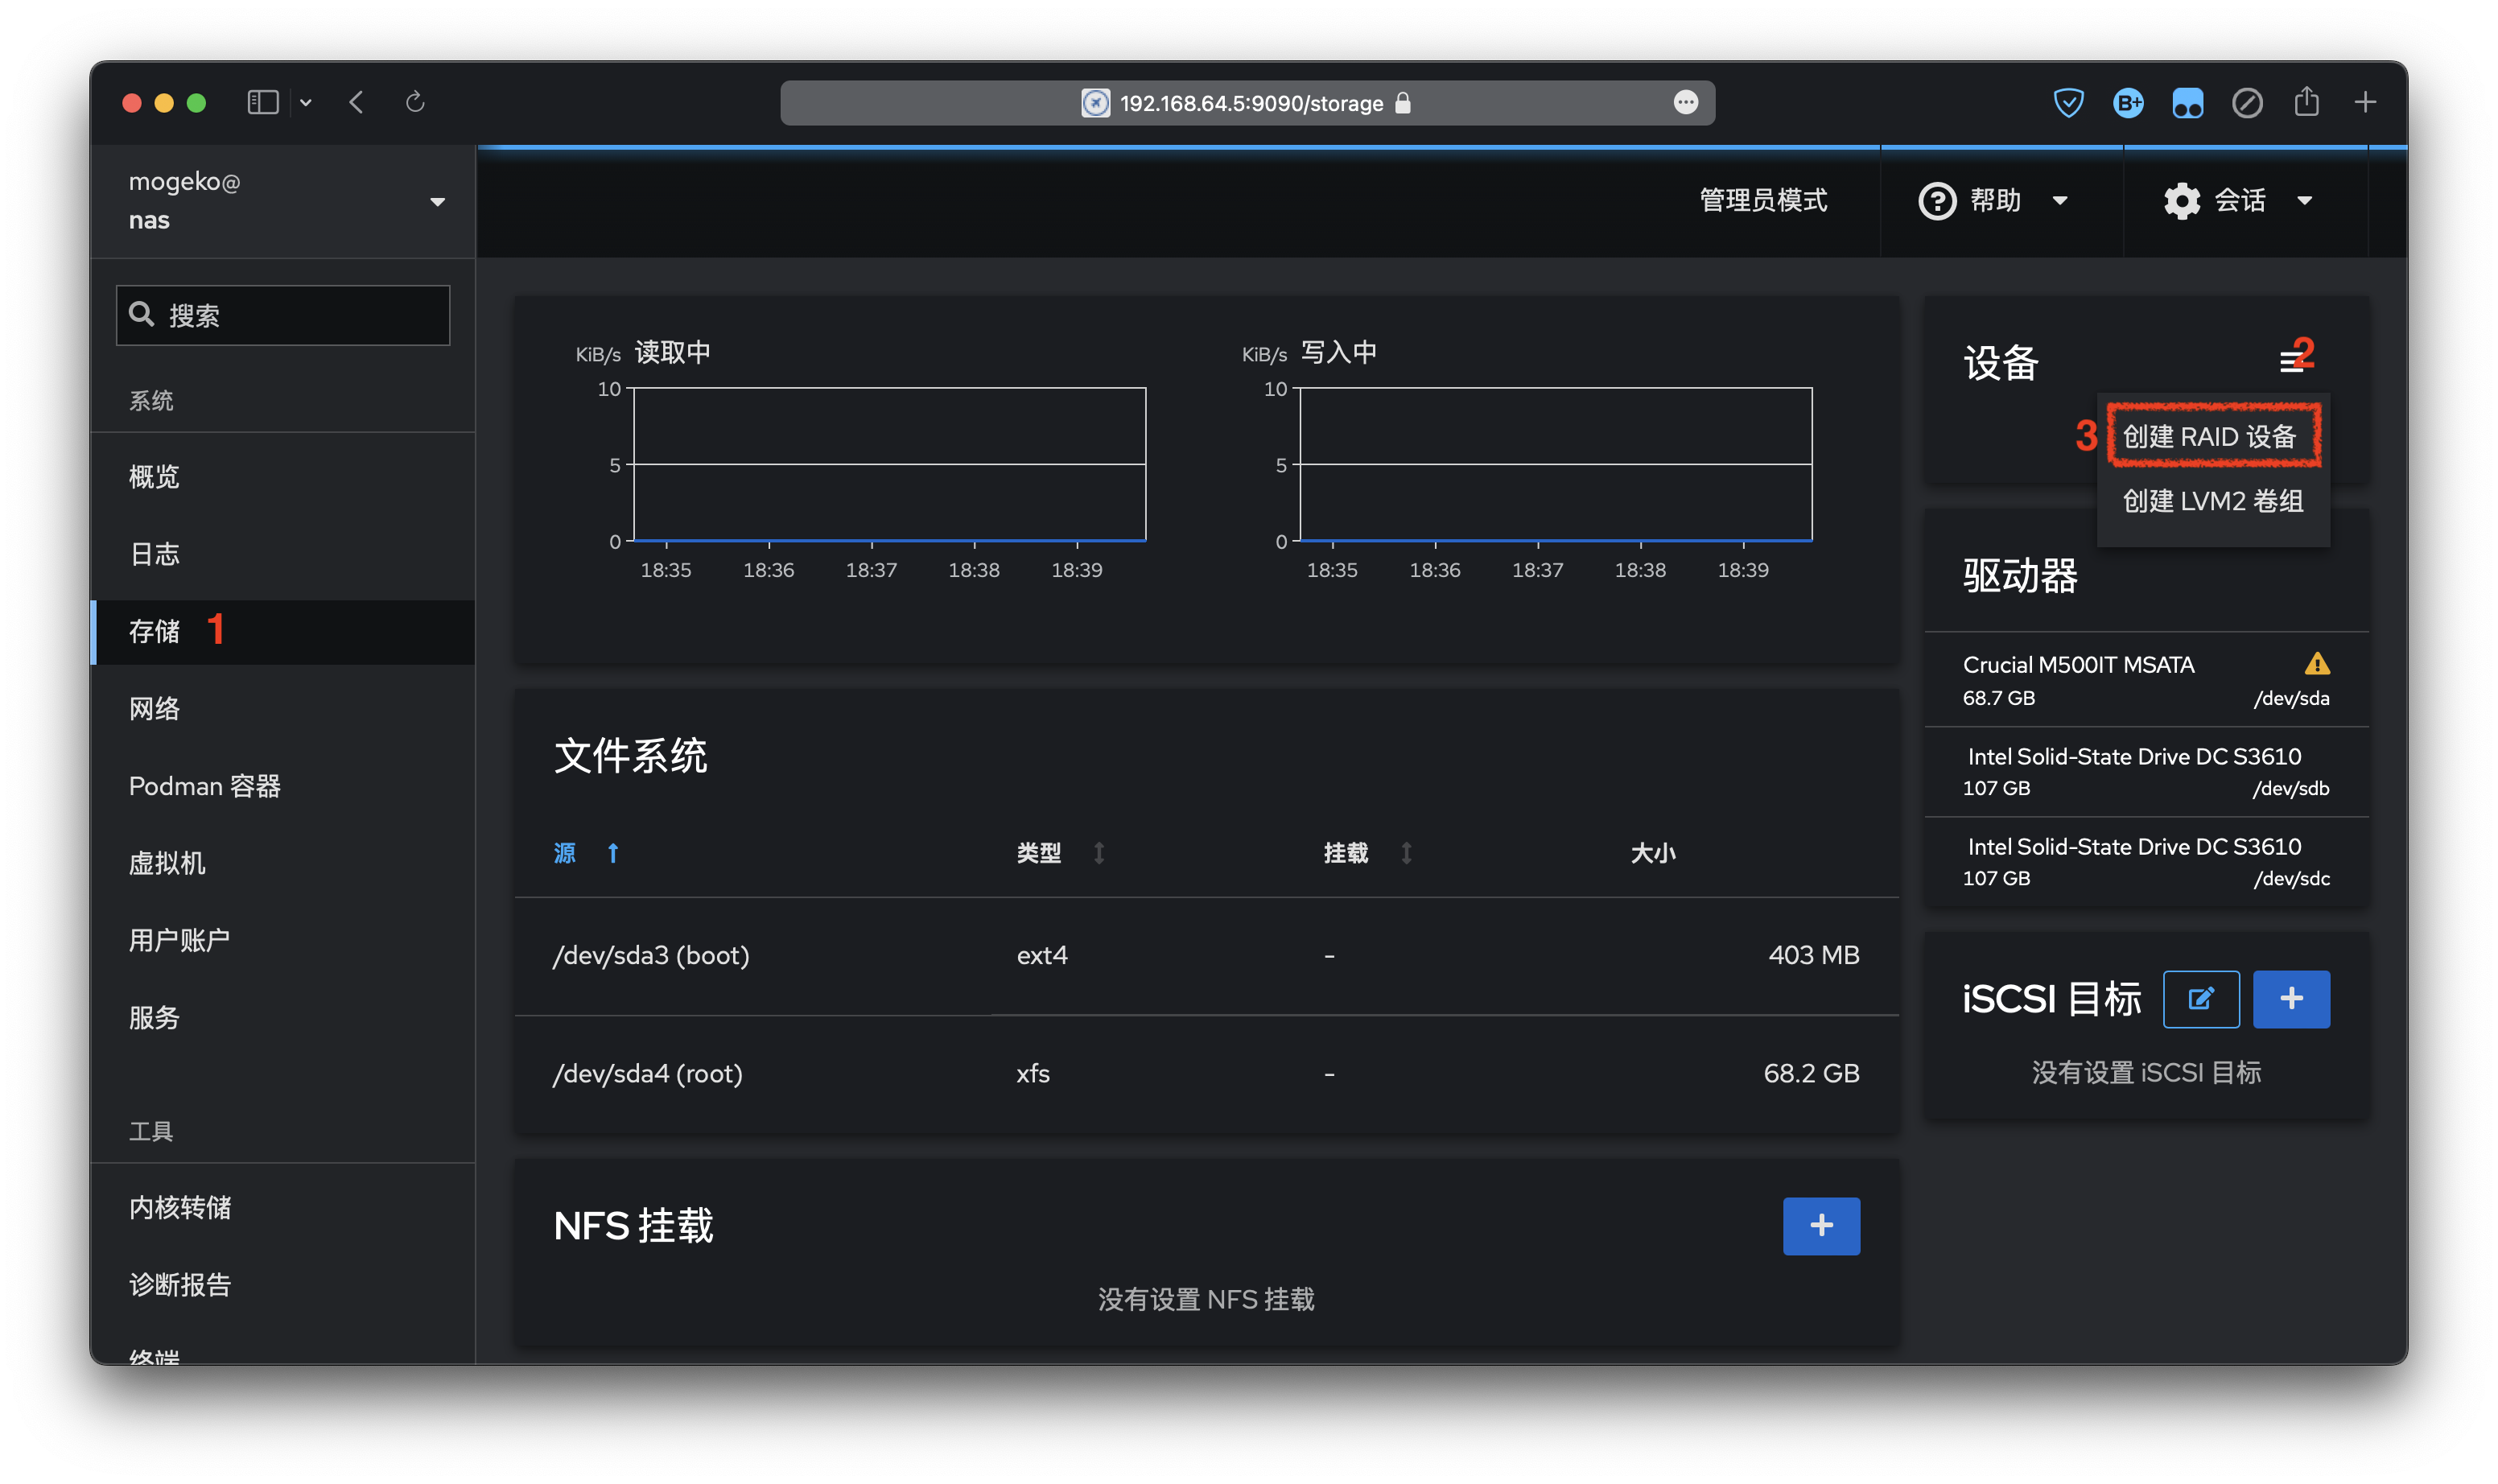 192.168.64.5:9090/storage
B+
mogeko@
nas
管理员模式
帮助
会话
搜索
系统
概览
日志
存储 1
网络
Podman 容器
虚拟机
用户账户
服务
工具
内核转储
诊断报告
终端
KiB/s 读取中
10
5
0
18:35 18:36 18:37 18:38 18:39
KiB/s 写入中
10
5
0
18:35 18:36 18:37 18:38 18:39
文件系统
源 类型 挂载 大小
/dev/sda3 (boot) ext4 - 403 MB
/dev/sda4 (root) xfs - 68.2 GB
NFS 挂载
没有设置 NFS 挂载
设备 2
3 创建 RAID 设备
创建 LVM2 卷组
驱动器
Crucial M500IT MSATA
68.7 GB /dev/sda
Intel Solid-State Drive DC S3610
107 GB /dev/sdb
Intel Solid-State Drive DC S3610
107 GB /dev/sdc
iSCSI 目标
没有设置 iSCSI 目标